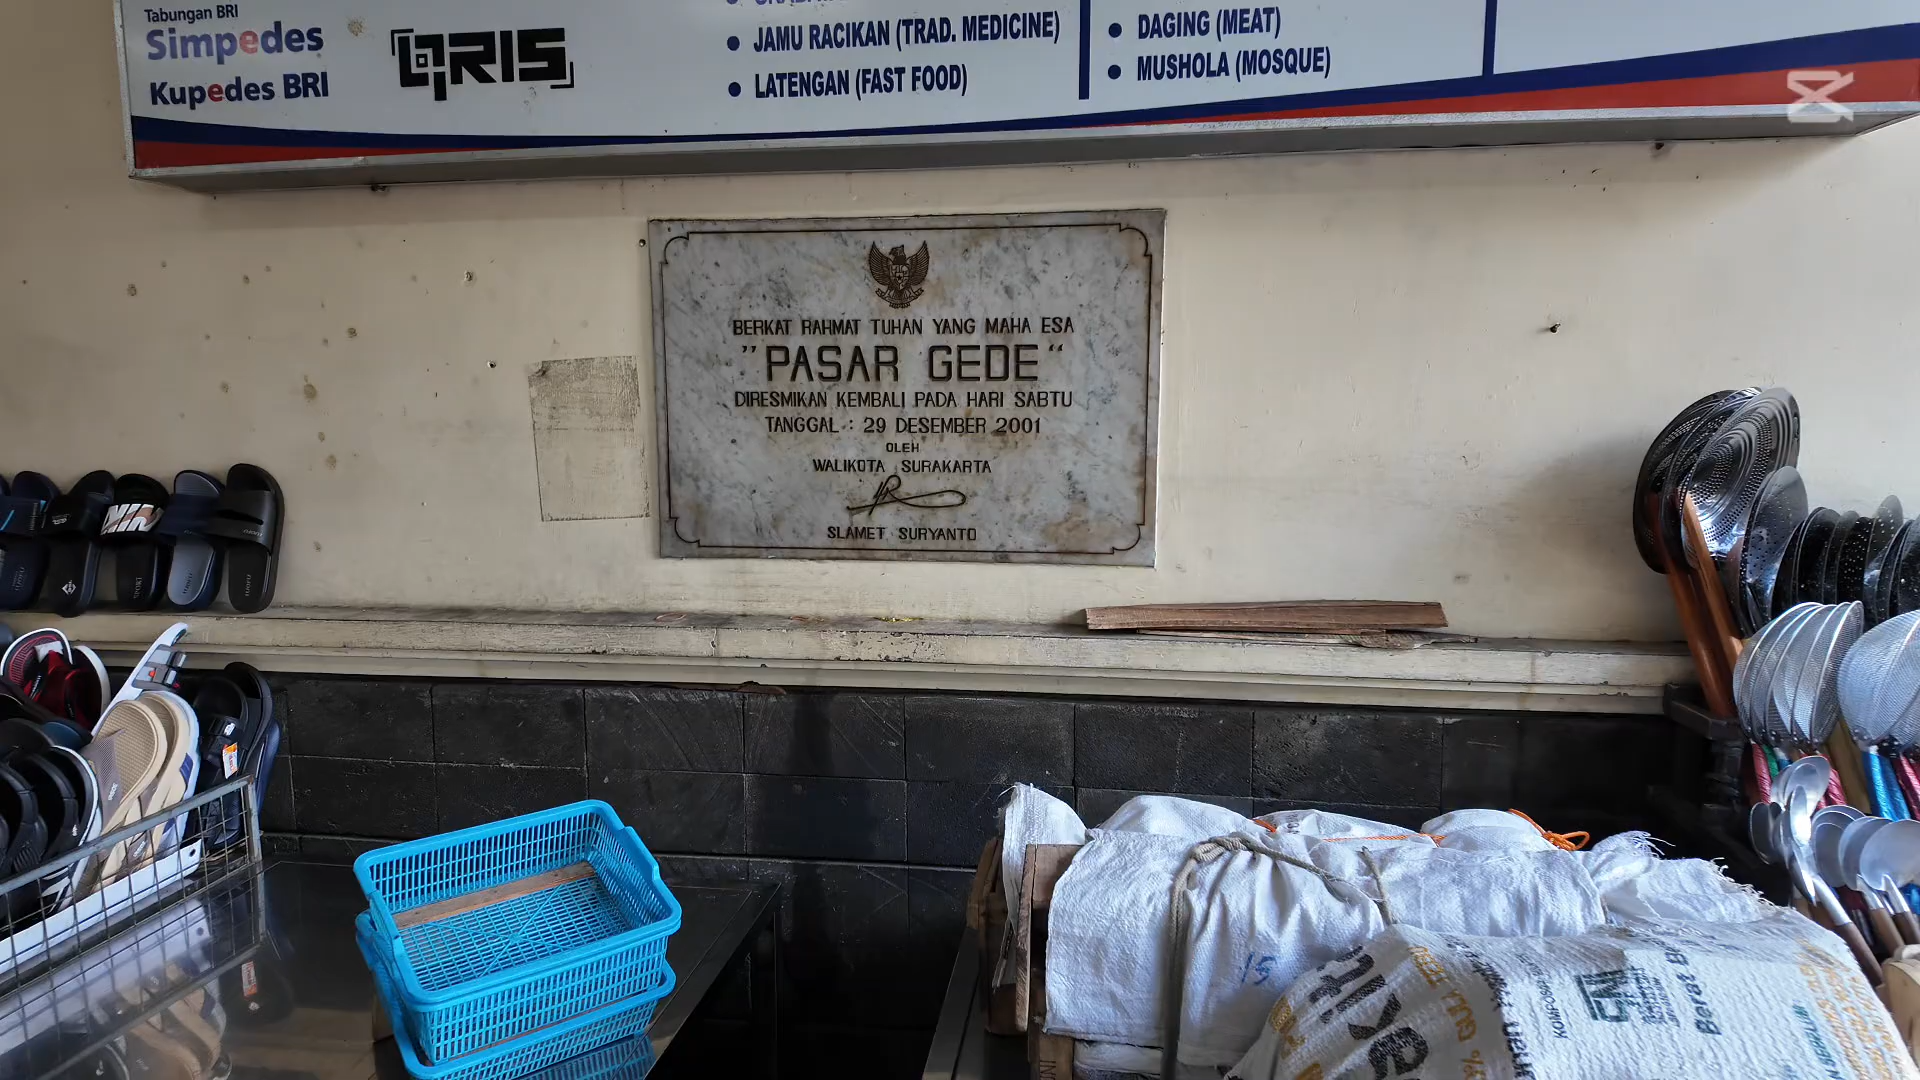 Tabungan BRI
Simpedes
Kupedes BRI
QRIS
• JAMU RACIKAN (TRAD. MEDICINE)
• LATENGAN (FAST FOOD)
• DAGING (MEAT)
• MUSHOLA (MOSQUE)
BERKAT RAHMAT TUHAN YANG MAHA ESA
"PASAR GEDE"
DIRESMIKAN KEMBALI PADA HARI SABTU
TANGGAL : 29 DESEMBER 2001
OLEH
WALIKOTA SURAKARTA
SLAMET SURYANTO
15
Berat